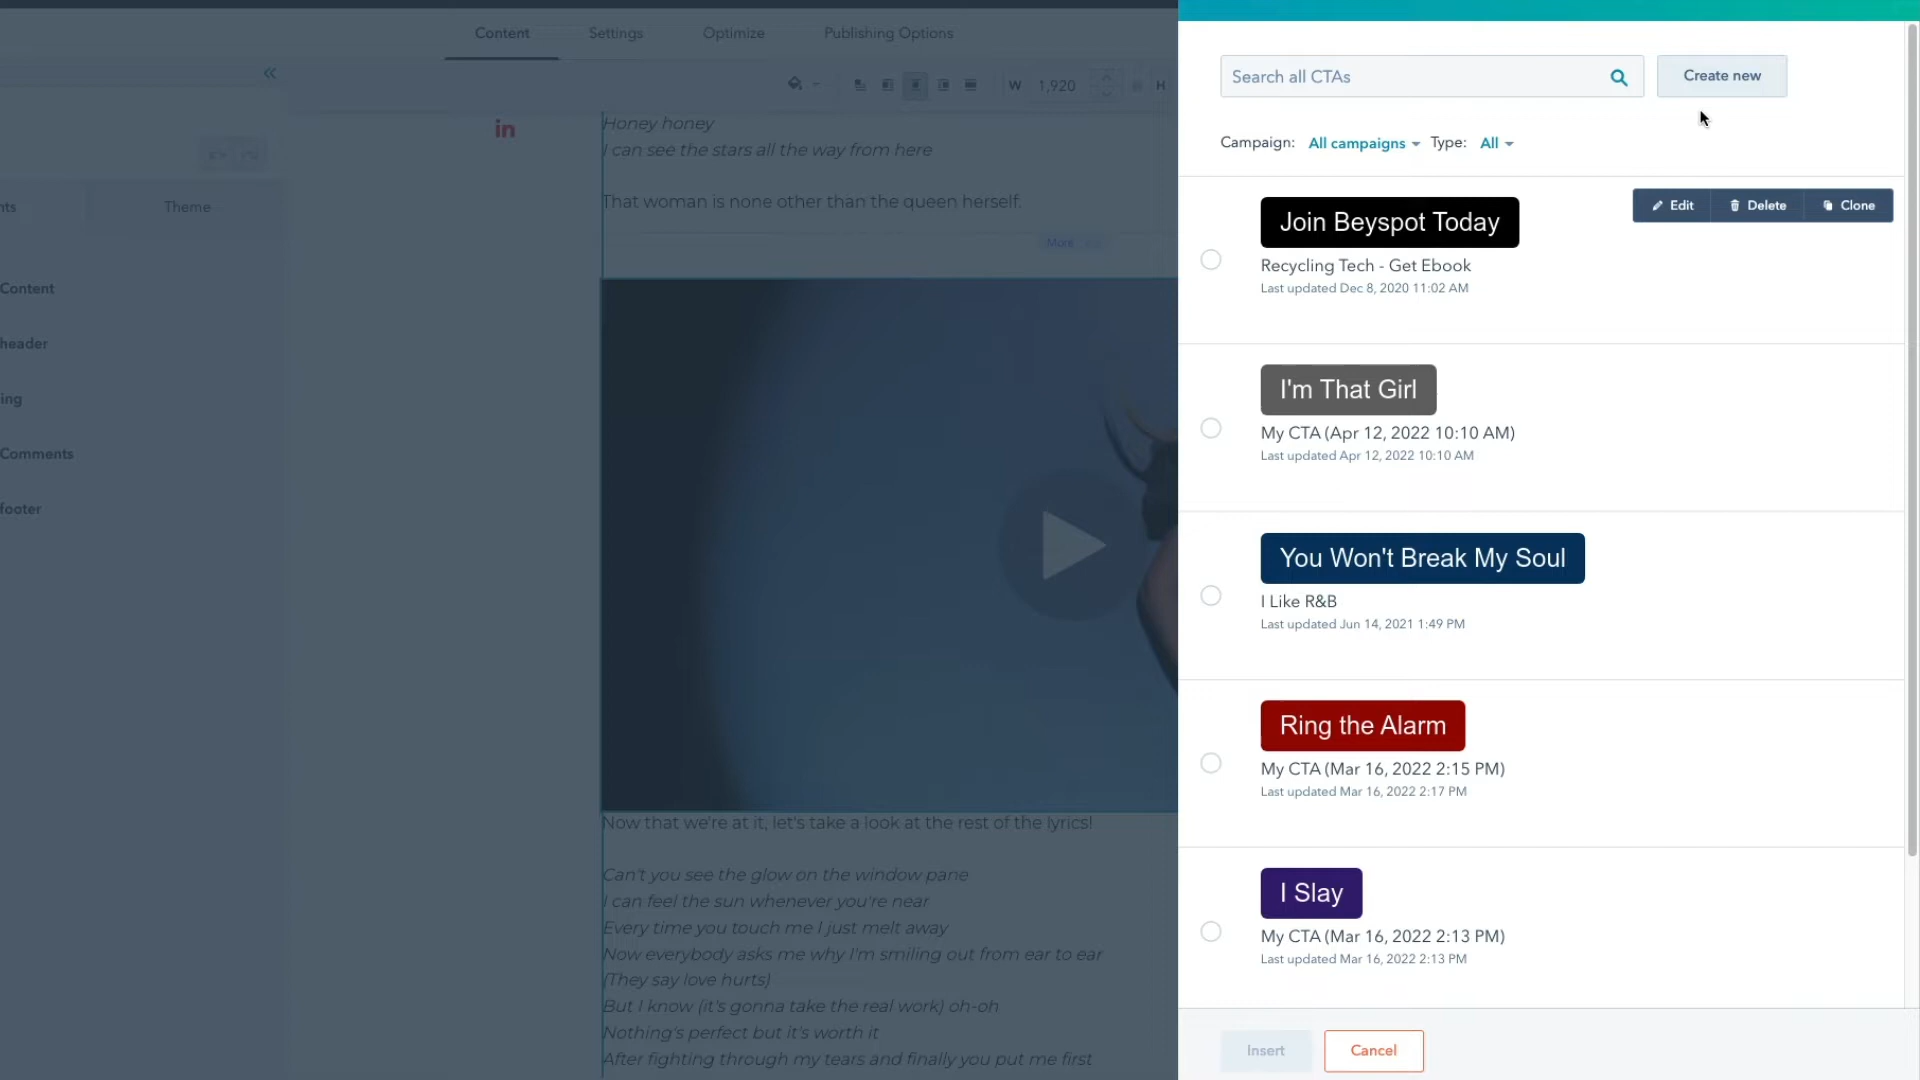 Content
Settings
Optimize
Publishing Options
«
W
1,920
H
in
nts
Theme
Content
header
ing
Comments
footer
Honey honey
I can see the stars all the way from here
That woman is none other than the queen herself.
More
Now that we're at it, let's take a look at the rest of the lyrics!
Can't you see the glow on the window pane
I can feel the sun whenever you're near
Every time you touch me I just melt away
Now everybody asks me why I'm smiling out from ear to ear
(They say love hurts)
But I know (it's gonna take the real work) oh-oh
Nothing's perfect but it's worth it
After fighting through my tears and finally you put me first
Search all CTAs
Create new
Campaign: All campaigns Type: All
Edit Delete Clone
Join Beyspot Today
Recycling Tech - Get Ebook
Last updated Dec 8, 2020 11:02 AM
I'm That Girl
My CTA (Apr 12, 2022 10:10 AM)
Last updated Apr 12, 2022 10:10 AM
You Won't Break My Soul
I Like R&B
Last updated Jun 14, 2021 1:49 PM
Ring the Alarm
My CTA (Mar 16, 2022 2:15 PM)
Last updated Mar 16, 2022 2:17 PM
I Slay
My CTA (Mar 16, 2022 2:13 PM)
Last updated Mar 16, 2022 2:13 PM
Insert
Cancel